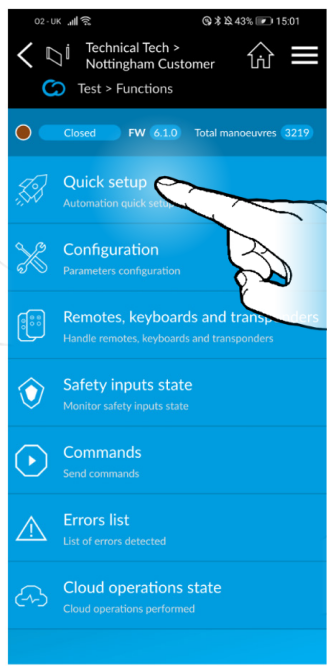 O2 - UK 43% 15:01
Technical Tech >
Nottingham Customer
Test > Functions
Closed FW 6.1.0 Total manoeuvres 3219
Quick setup
Automation quick setup
Configuration
Parameters configuration
Remotes, keyboards and transponders
Handle remotes, keyboards and transponders
Safety inputs state
Monitor safety inputs state
Commands
Send commands
Errors list
List of errors detected
Cloud operations state
Cloud operations performed